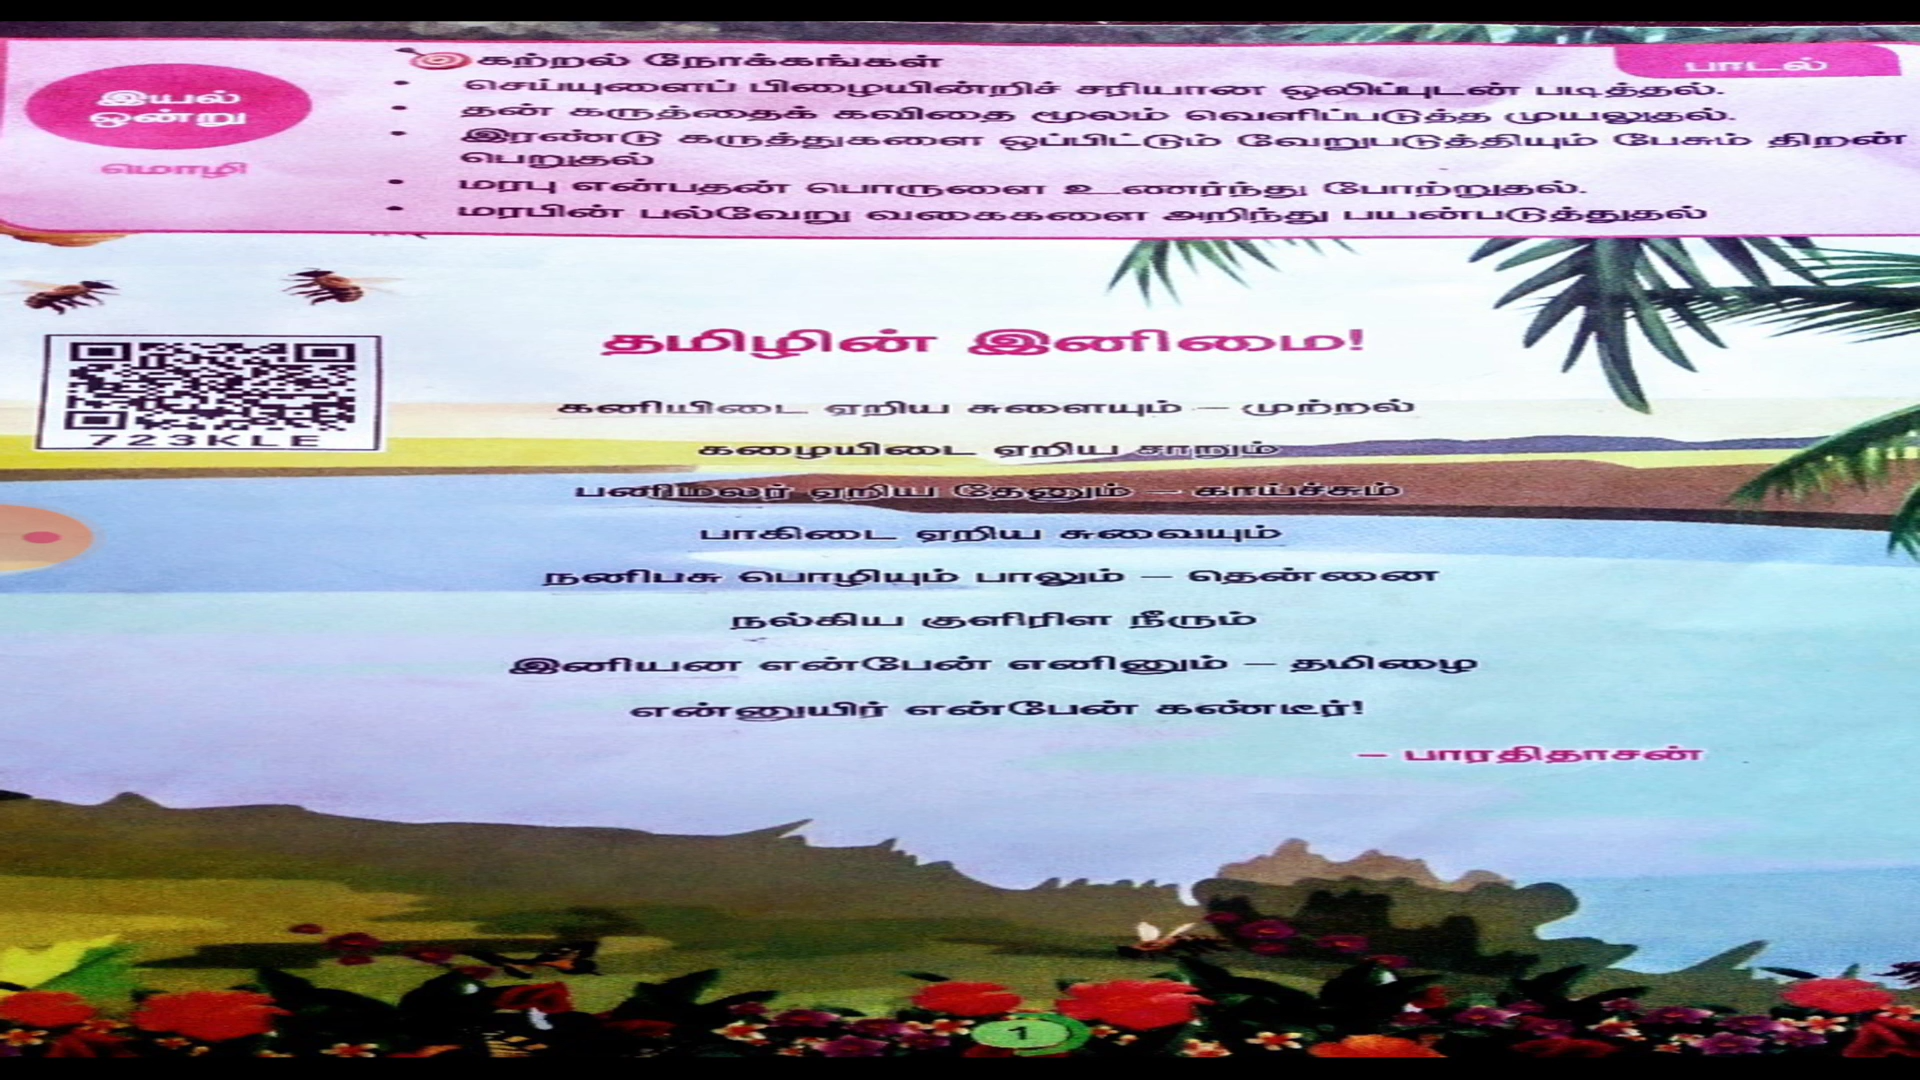 கற்றல் நோக்கங்கள்
பாடல்
இயல்
ஒன்று
மொழி
• செய்யுளைப் பிழையின்றிச் சரியான ஒலிப்புடன் படித்தல்.
• தன் கருத்தைக் கவிதை மூலம் வெளிப்படுத்த முயலுதல்.
• இரண்டு கருத்துகளை ஒப்பிட்டும் வேறுபடுத்தியும் பேசும் திறன்
பெறுதல்
• மரபு என்பதன் பொருளை உணர்ந்து போற்றுதல்.
• மரபின் பல்வேறு வகைகளை அறிந்து பயன்படுத்துதல்
723KLE
தமிழின் இனிமை!
கனியிடை ஏறிய சுளையும் – முற்றல்
கழையிடை ஏறிய சாறும்
பனிமலர் ஏறிய தேனும் – காய்ச்சும்
பாகிடை ஏறிய சுவையும்
நனிபசு பொழியும் பாலும் – தென்னை
நல்கிய குளிரிள நீரும்
இனியன என்பேன் எனினும் – தமிழை
என்னுயிர் என்பேன் கண்டீர்!
– பாரதிதாசன்
1